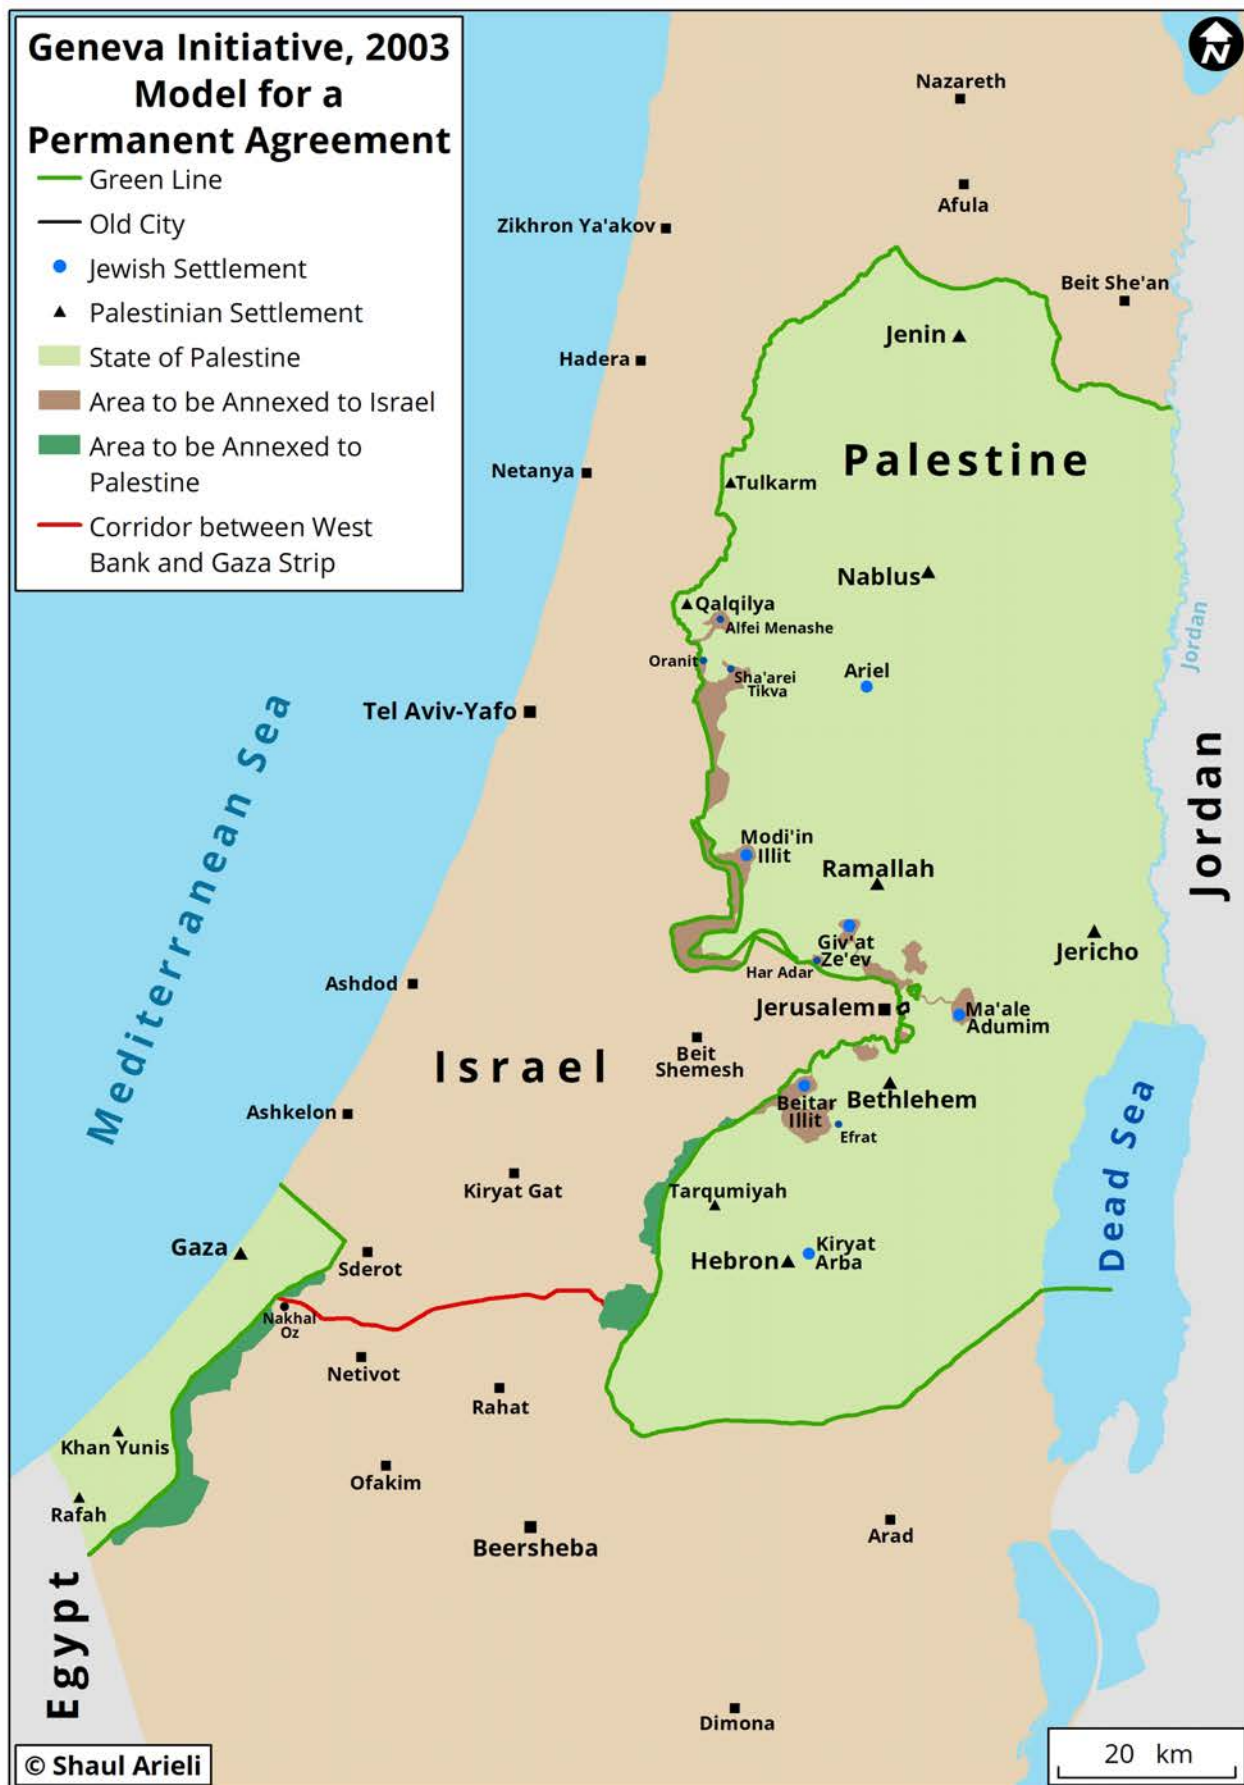 Geneva Initiative, 2003
Model for a
Permanent Agreement
Green Line
Old City
Jewish Settlement
Palestinian Settlement
State of Palestine
Area to be Annexed to Israel
Area to be Annexed to
Palestine
Corridor between West
Bank and Gaza Strip
N
Nazareth
Afula
Zikhron Ya'akov
Beit She'an
Jenin
Hadera
Palestine
Netanya
Tulkarm
Nablus
Qalqilya
Alfei Menashe
Jordan
Oranit
Sha'arei
Tikva
Ariel
Tel Aviv-Yafo
Mediterranean Sea
Jordan
Modi'in
Illit
Ramallah
Giv'at
Ze'ev
Jericho
Har Adar
Ashdod
Jerusalem
Ma'ale
Adumim
Israel
Beit
Shemesh
Ashkelon
Beitar
Illit
Bethlehem
Efrat
Dead Sea
Kiryat Gat
Tarqumiyah
Gaza
Sderot
Hebron
Kiryat
Arba
Nakhal
Oz
Netivot
Rahat
Khan Yunis
Ofakim
Rafah
Beersheba
Arad
Egypt
Dimona
© Shaul Arieli
20 km